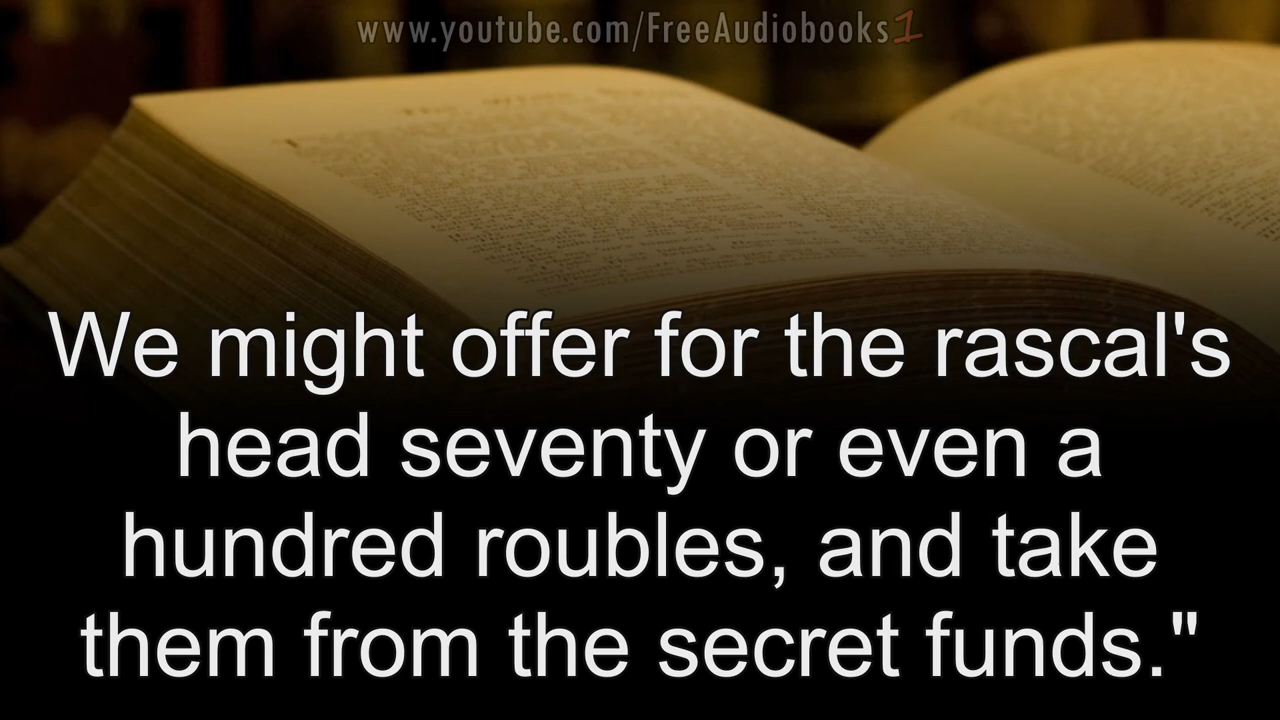 www.youtube.com/FreeAudiobooks1
We might offer for the rascal's
head seventy or even a
hundred roubles, and take
them from the secret funds."